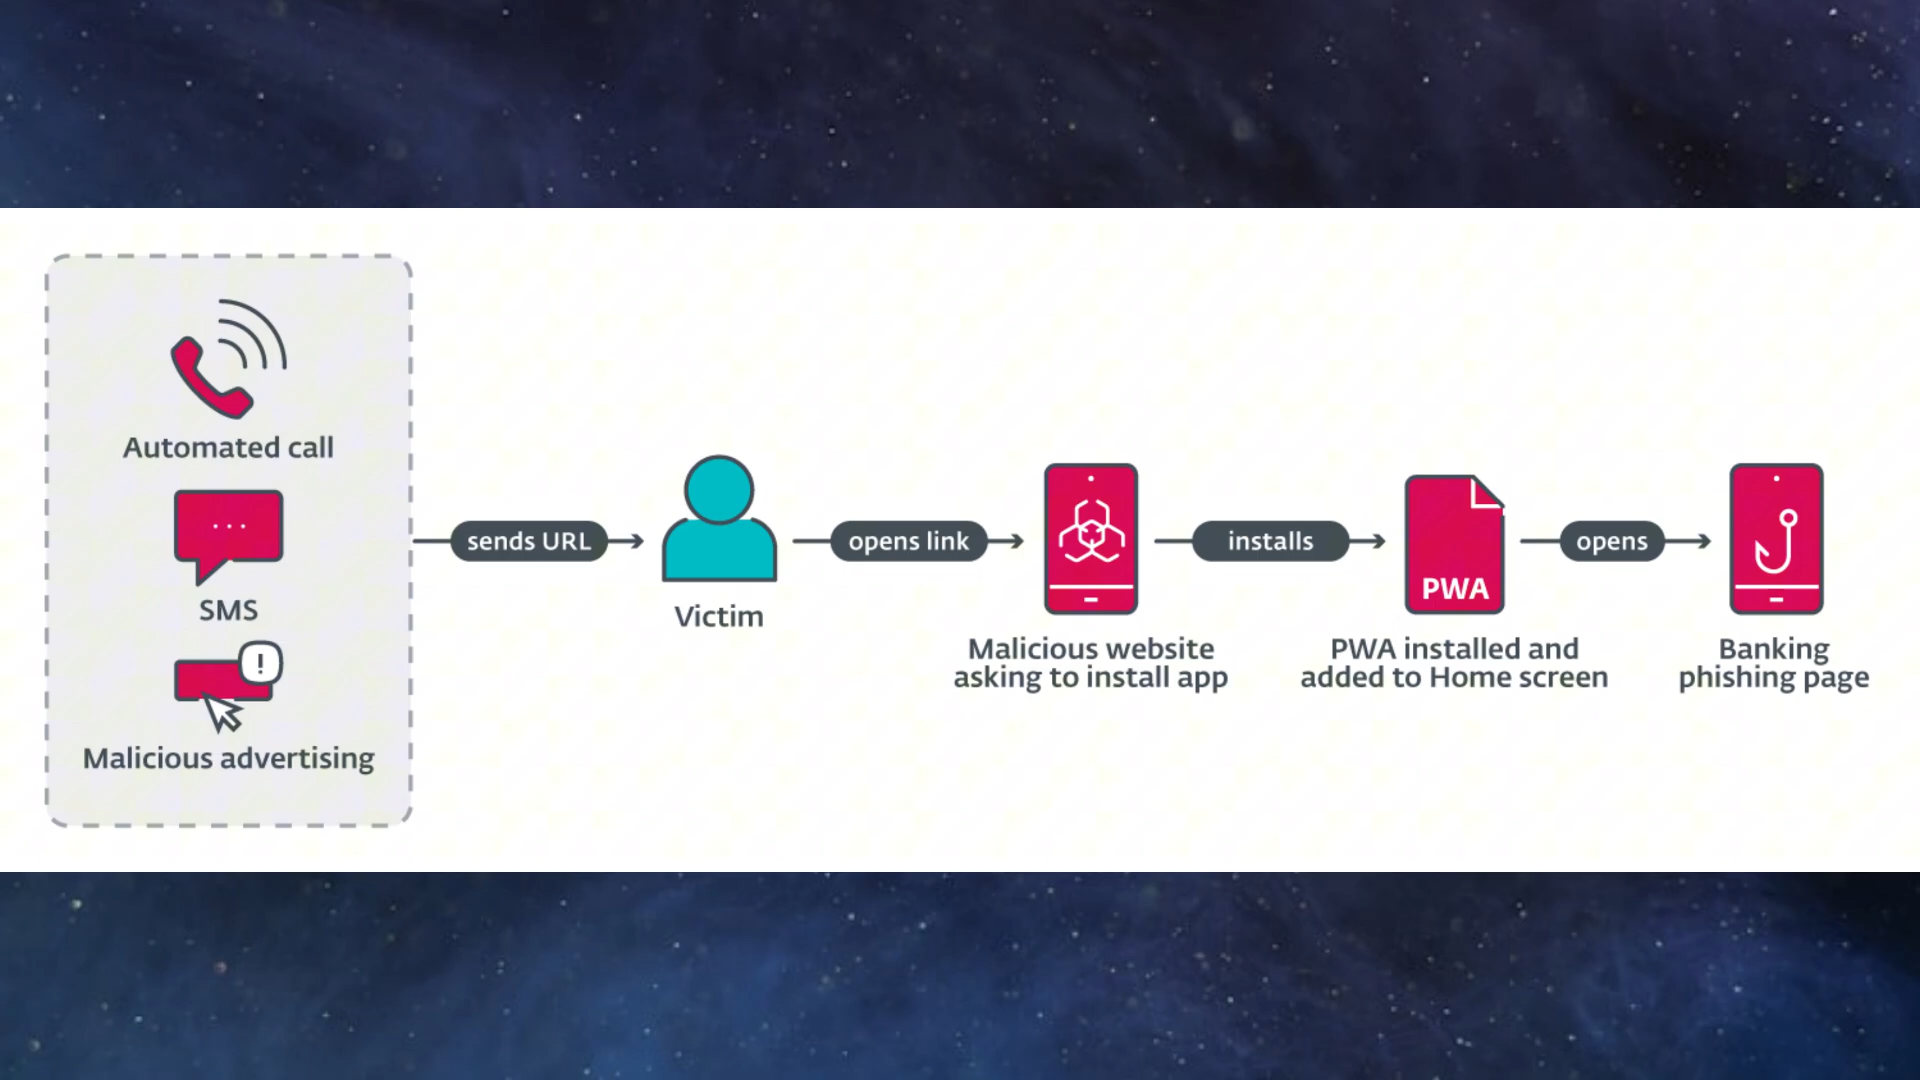 Automated call
...
SMS
!
Malicious advertising
sends URL
Victim
opens link
Malicious website
asking to install app
installs
PWA
PWA installed and
added to Home screen
opens
Banking
phishing page